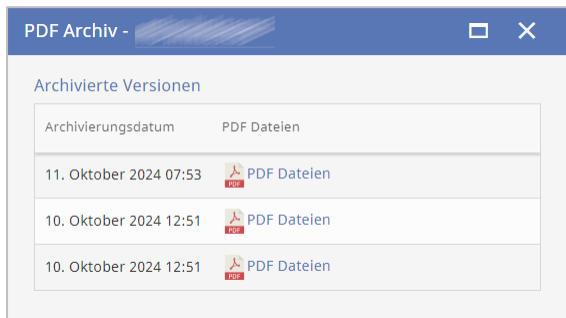 PDF Archiv -
Archivierte Versionen
Archivierungsdatum PDF Dateien
11. Oktober 2024 07:53 PDF PDF Dateien
10. Oktober 2024 12:51 PDF PDF Dateien
10. Oktober 2024 12:51 PDF PDF Dateien